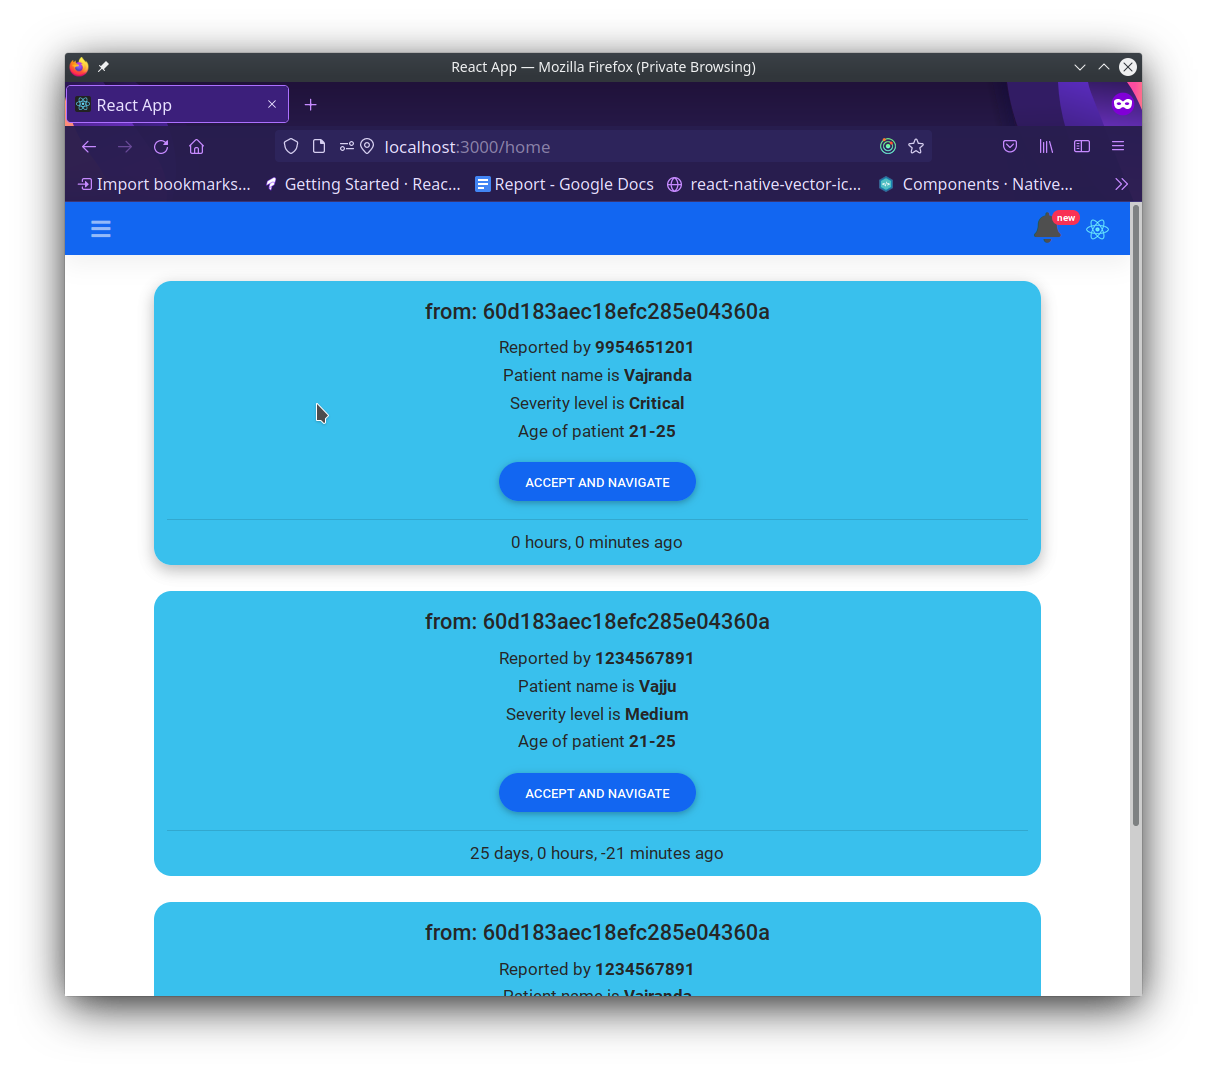 React App — Mozilla Firefox (Private Browsing)
React App
localhost:3000/home
Import bookmarks...
Getting Started · Reac...
Report - Google Docs
react-native-vector-ic...
Components · Native...
new
from: 60d183aec18efc285e04360a
Reported by 9954651201
Patient name is Vajranda
Severity level is Critical
Age of patient 21-25
ACCEPT AND NAVIGATE
0 hours, 0 minutes ago
from: 60d183aec18efc285e04360a
Reported by 1234567891
Patient name is Vajju
Severity level is Medium
Age of patient 21-25
ACCEPT AND NAVIGATE
25 days, 0 hours, -21 minutes ago
from: 60d183aec18efc285e04360a
Reported by 1234567891
Patient name is Vajranda